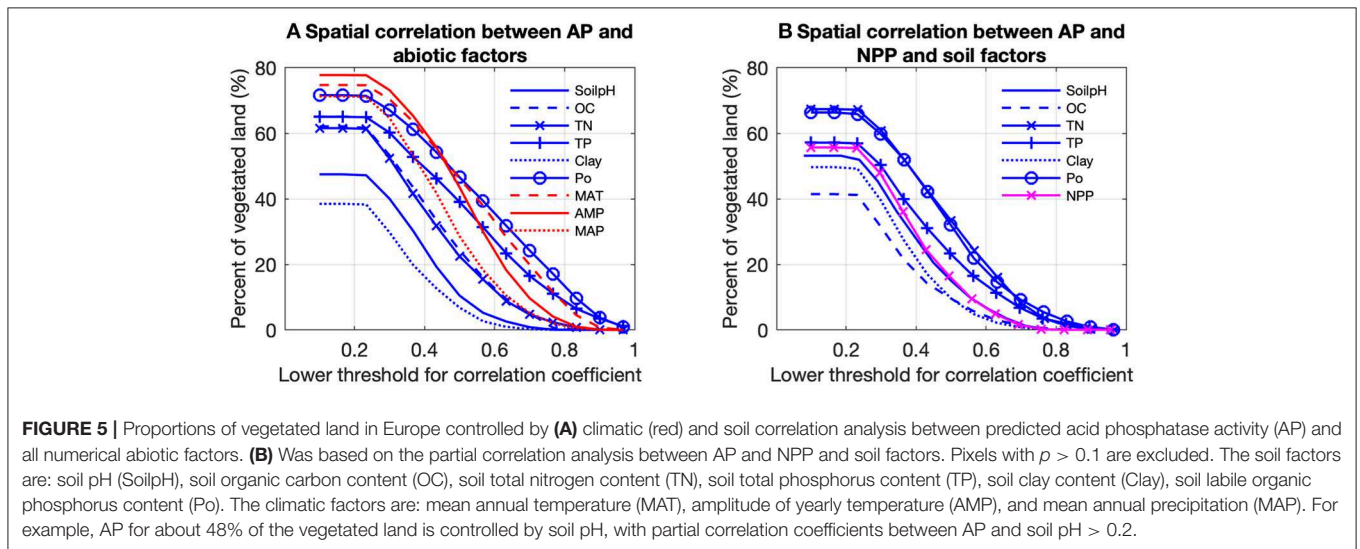 A Spatial correlation between AP and
abiotic factors
Percent of vegetated land (%)
80
60
40
20
0
0.2
0.4
0.6
0.8
1
Lower threshold for correlation coefficient
SoilpH
OC
TN
TP
Clay
Po
MAT
AMP
MAP
B Spatial correlation between AP and
NPP and soil factors
Percent of vegetated land (%)
80
60
40
20
0
0.2
0.4
0.6
0.8
1
Lower threshold for correlation coefficient
SoilpH
OC
TN
TP
Clay
Po
NPP
FIGURE 5 | Proportions of vegetated land in Europe controlled by (A) climatic (red) and soil correlation analysis between predicted acid phosphatase activity (AP) and
all numerical abiotic factors. (B) Was based on the partial correlation analysis between AP and NPP and soil factors. Pixels with p > 0.1 are excluded. The soil factors
are: soil pH (SoilpH), soil organic carbon content (OC), soil total nitrogen content (TN), soil total phosphorus content (TP), soil clay content (Clay), soil labile organic
phosphorus content (Po). The climatic factors are: mean annual temperature (MAT), amplitude of yearly temperature (AMP), and mean annual precipitation (MAP). For
example, AP for about 48% of the vegetated land is controlled by soil pH, with partial correlation coefficients between AP and soil pH > 0.2.